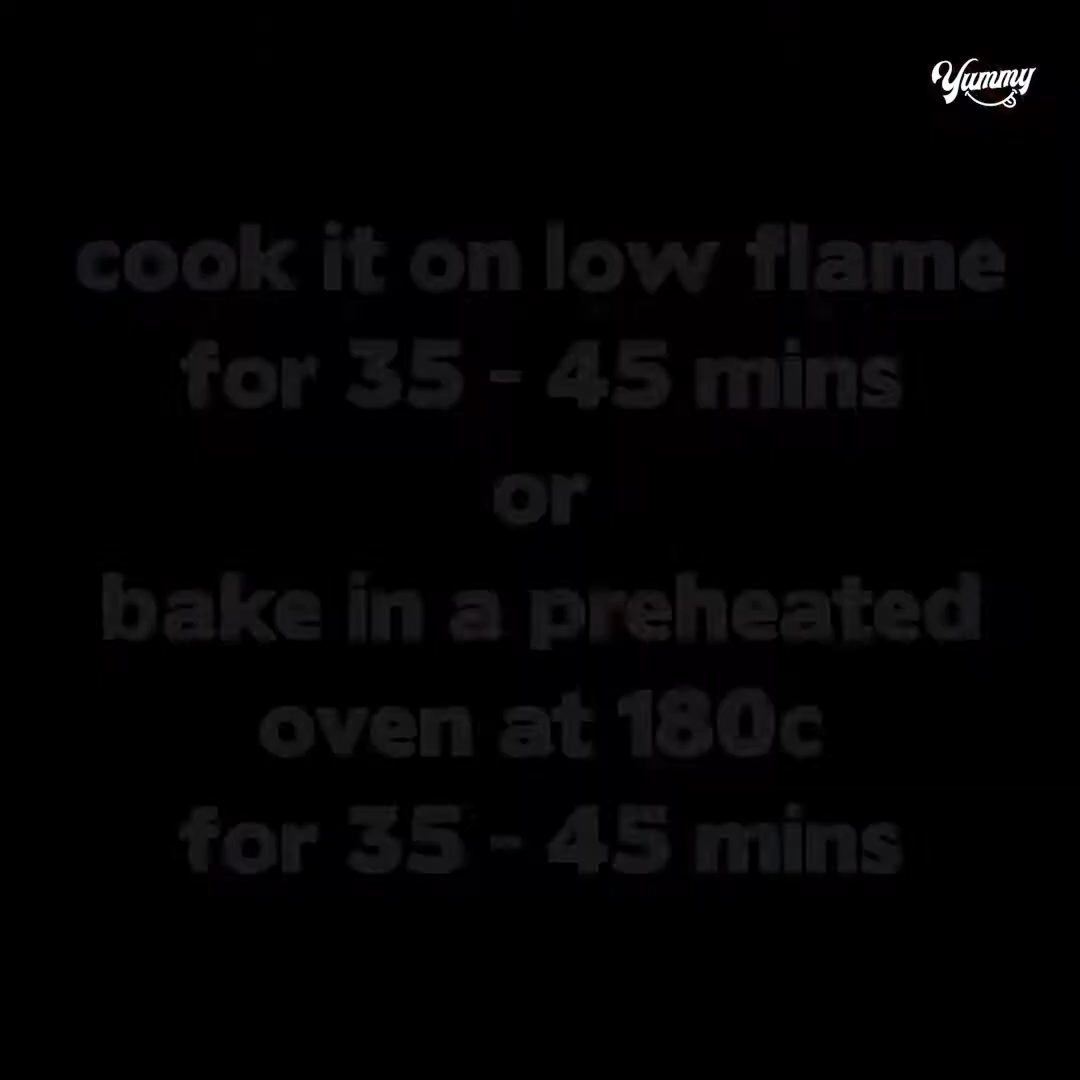 Yummy
cook it on low flame
for 35 - 45 mins
or
bake in a preheated
oven at 180c
for 35 - 45 mins